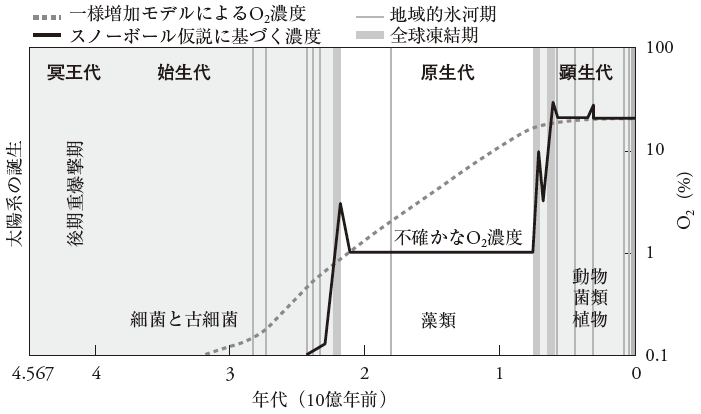 一様増加モデルによるO₂濃度
スノーボール仮説に基づく濃度
地域的氷河期
全球凍結期
冥王代
始生代
原生代
顕生代
太陽系の誕生
後期重爆撃期
不確かなO₂濃度
細菌と古細菌
藻類
動物
菌類
植物
100
10
1
0.1
O₂(%)
4.567 4 3 2 1 0
年代(10億年前)